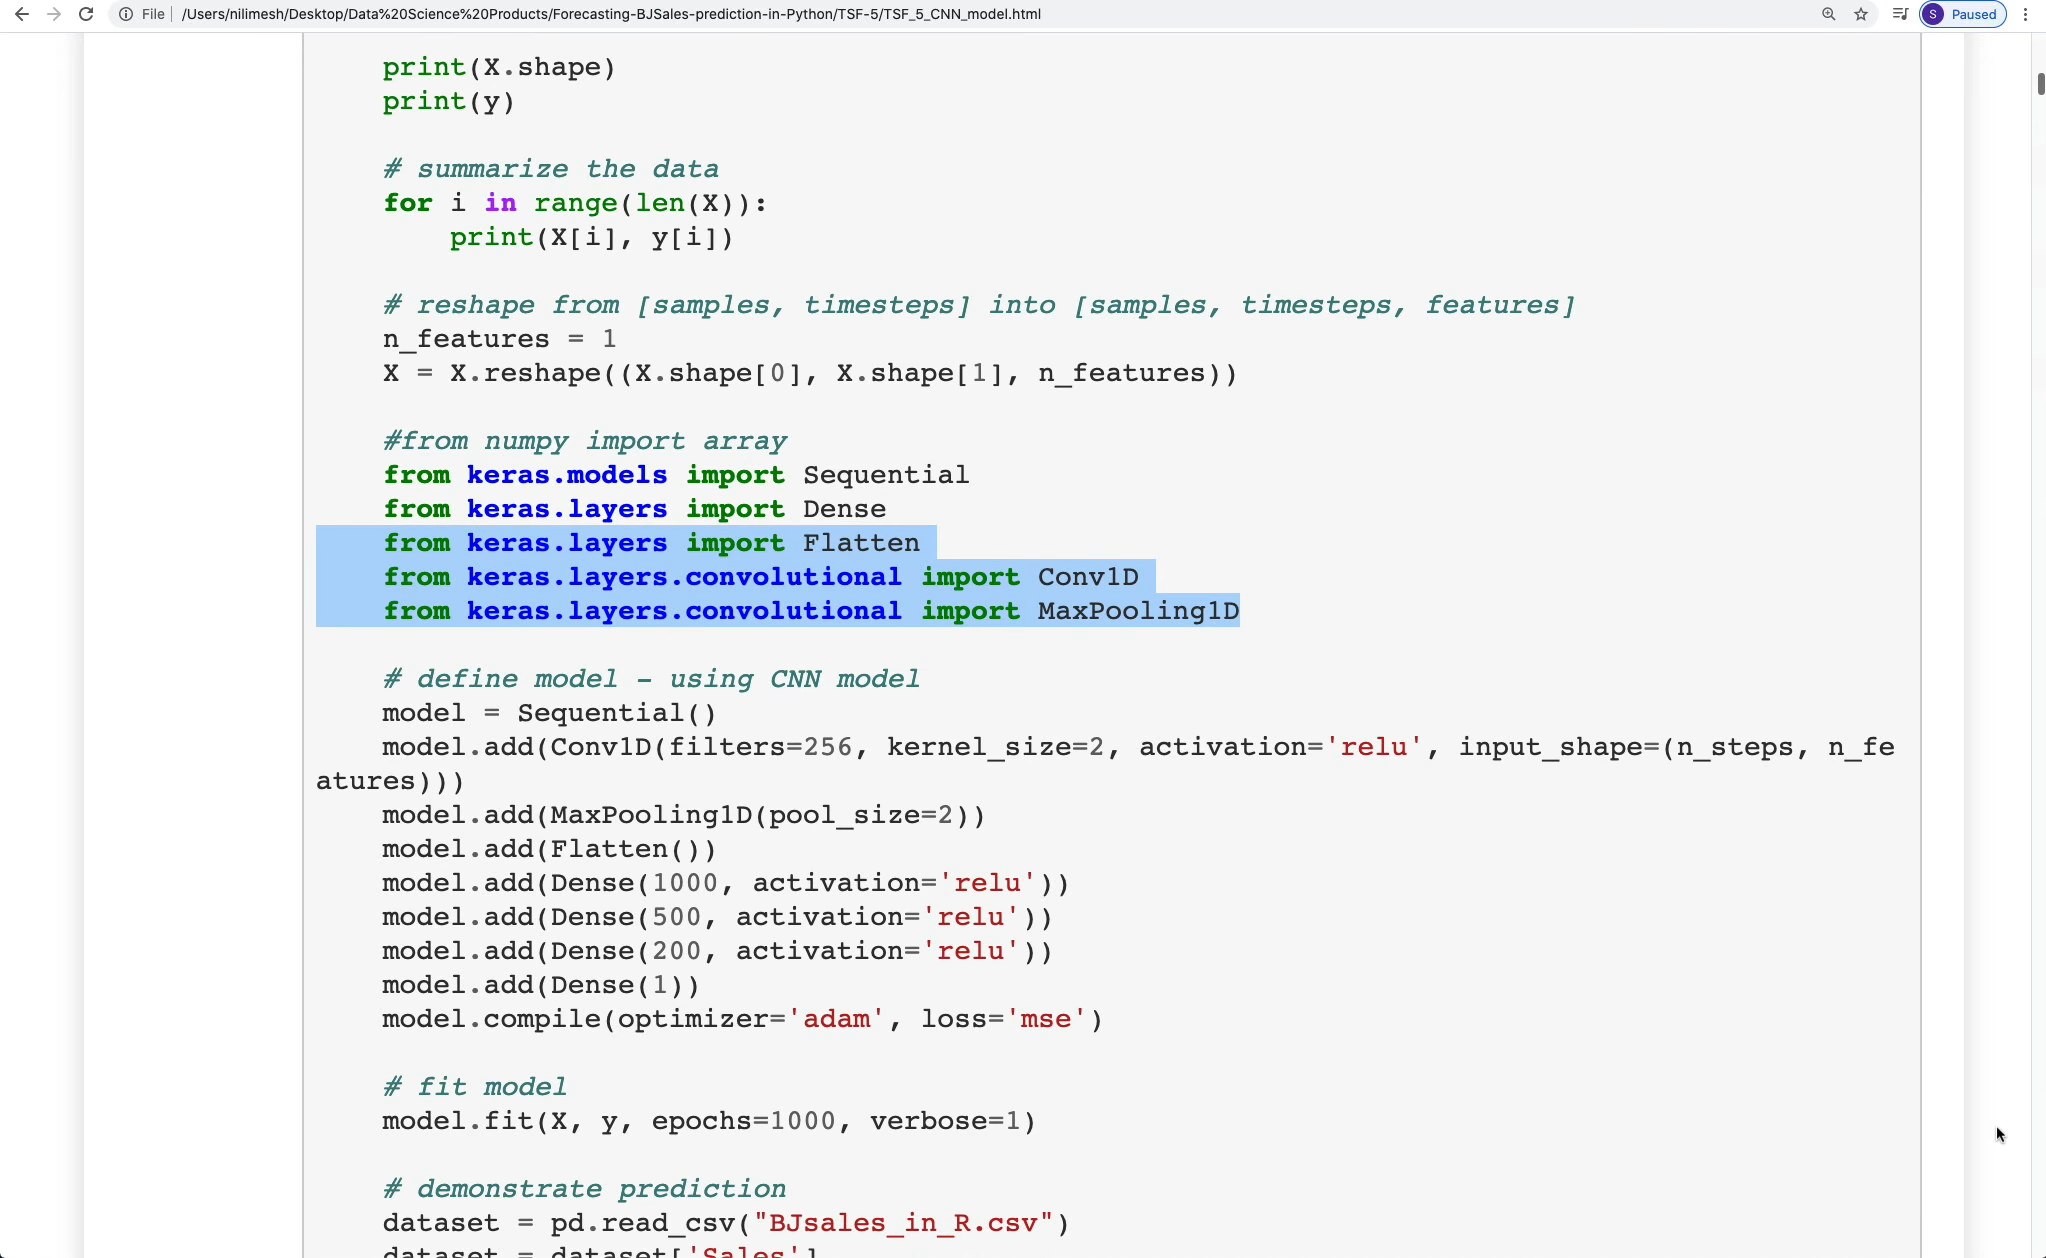 File | /Users/nilimesh/Desktop/Data%20Science%20Products/Forecasting-BJSales-prediction-in-Python/TSF-5/TSF_5_CNN_model.html S Paused
print(X.shape)
print(y)
# summarize the data
for i in range(len(X)):
print(X[i], y[i])
# reshape from [samples, timesteps] into [samples, timesteps, features]
n_features = 1
X = X.reshape((X.shape[0], X.shape[1], n_features))
#from numpy import array
from keras.models import Sequential
from keras.layers import Dense
from keras.layers import Flatten
from keras.layers.convolutional import Conv1D
from keras.layers.convolutional import MaxPooling1D
# define model - using CNN model
model = Sequential()
model.add(Conv1D(filters=256, kernel_size=2, activation='relu', input_shape=(n_steps, n_fe
atures)))
model.add(MaxPooling1D(pool_size=2))
model.add(Flatten())
model.add(Dense(1000, activation='relu'))
model.add(Dense(500, activation='relu'))
model.add(Dense(200, activation='relu'))
model.add(Dense(1))
model.compile(optimizer='adam', loss='mse')
# fit model
model.fit(X, y, epochs=1000, verbose=1)
# demonstrate prediction
dataset = pd.read_csv("BJsales_in_R.csv")
dataset = dataset['Sales']